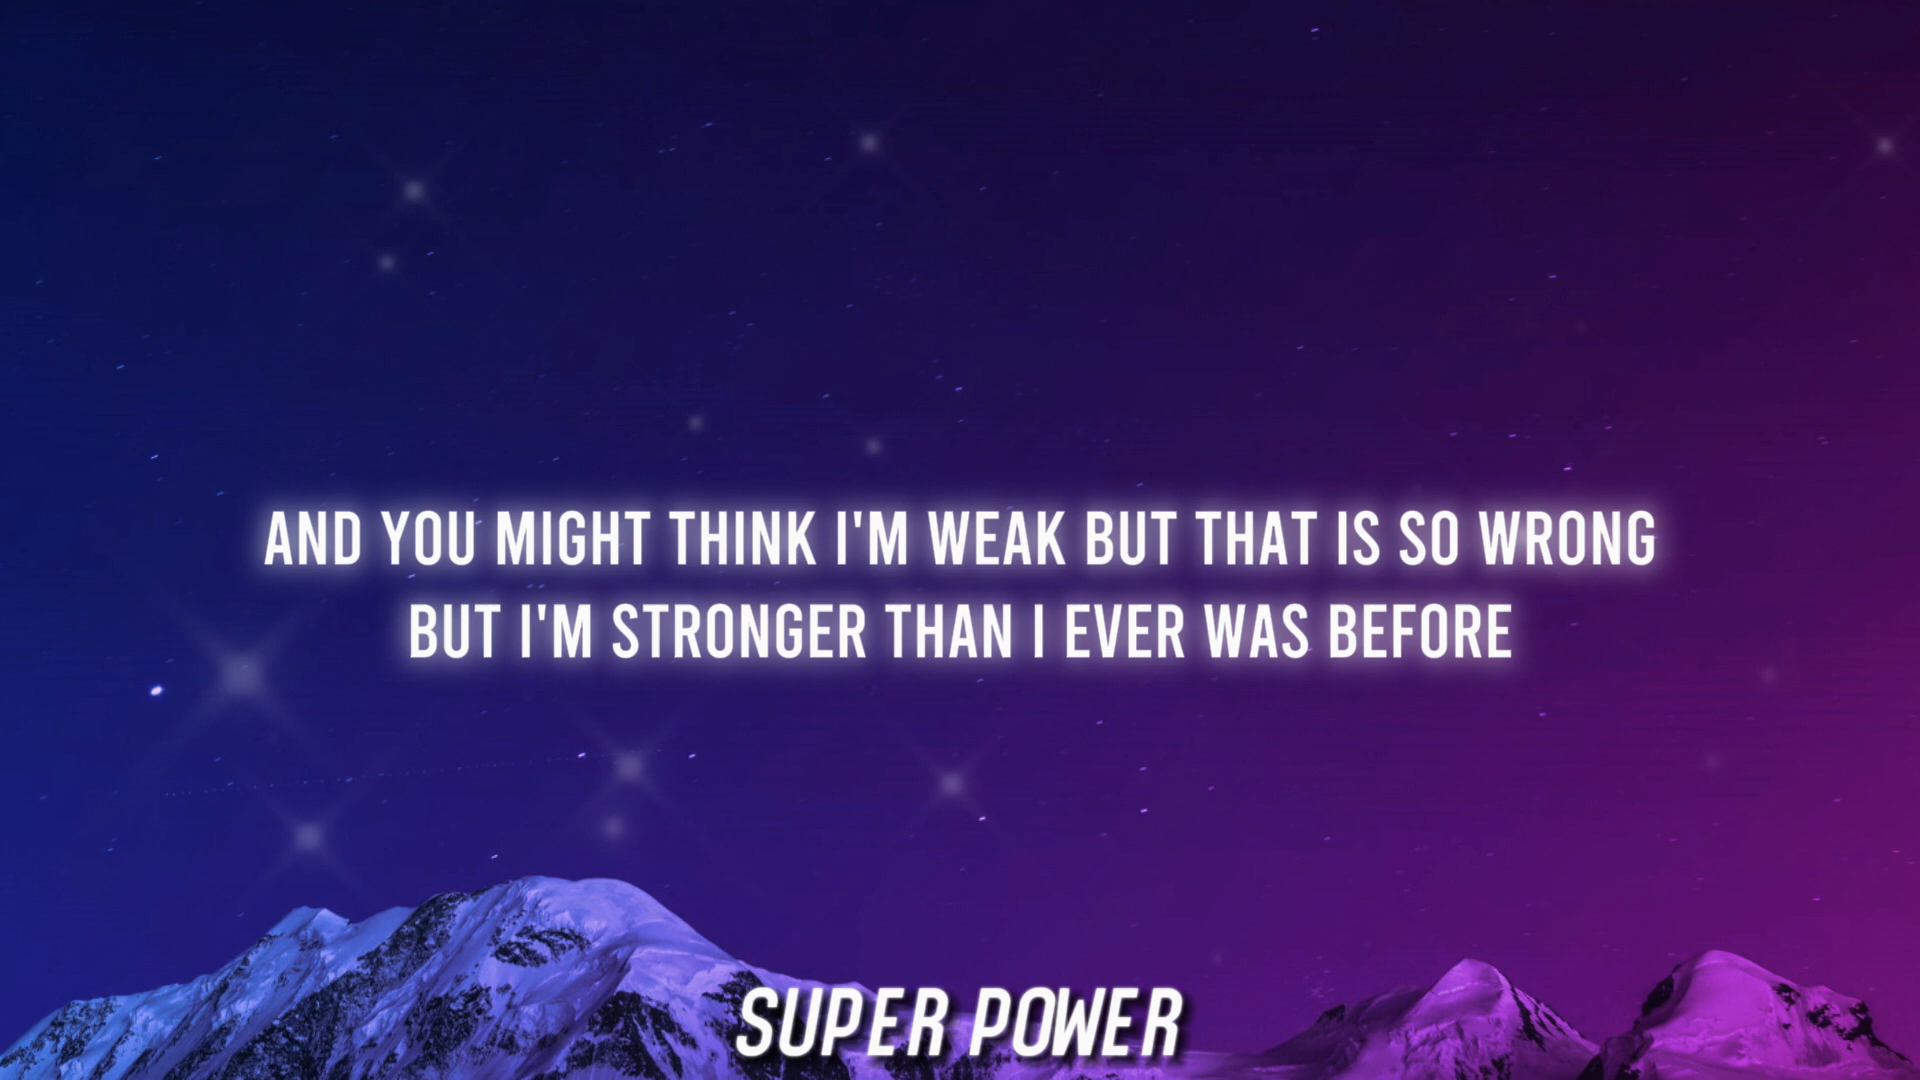 AND YOU MIGHT THINK I'M WEAK BUT THAT IS SO WRONG
BUT I'M STRONGER THAN I EVER WAS BEFORE
SUPER POWER